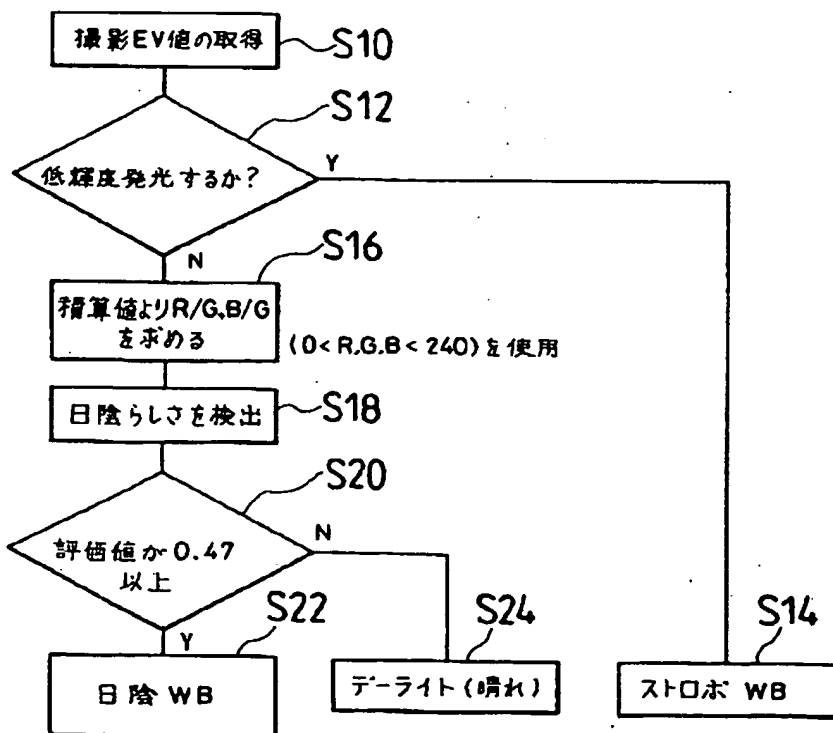 撮影EV値の取得
S10
S12
低輝度発光するか?
Y
N
S16
積算値よりR/G,B/G
を求める
(0<R,G,B<240)を使用
日陰らしさを検出
S18
S20
評価値が0.47
以上
N
Y
S22
日陰 WB
S24
デーライト(晴れ)
S14
ストロボ WB